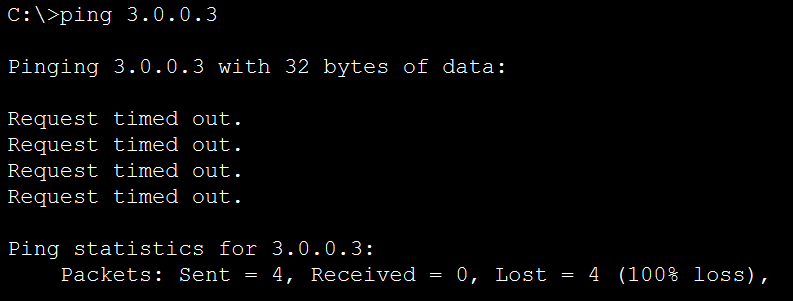 C:\>ping 3.0.0.3
Pinging 3.0.0.3 with 32 bytes of data:
Request timed out.
Request timed out.
Request timed out.
Request timed out.
Ping statistics for 3.0.0.3:
    Packets: Sent = 4, Received = 0, Lost = 4 (100% loss),